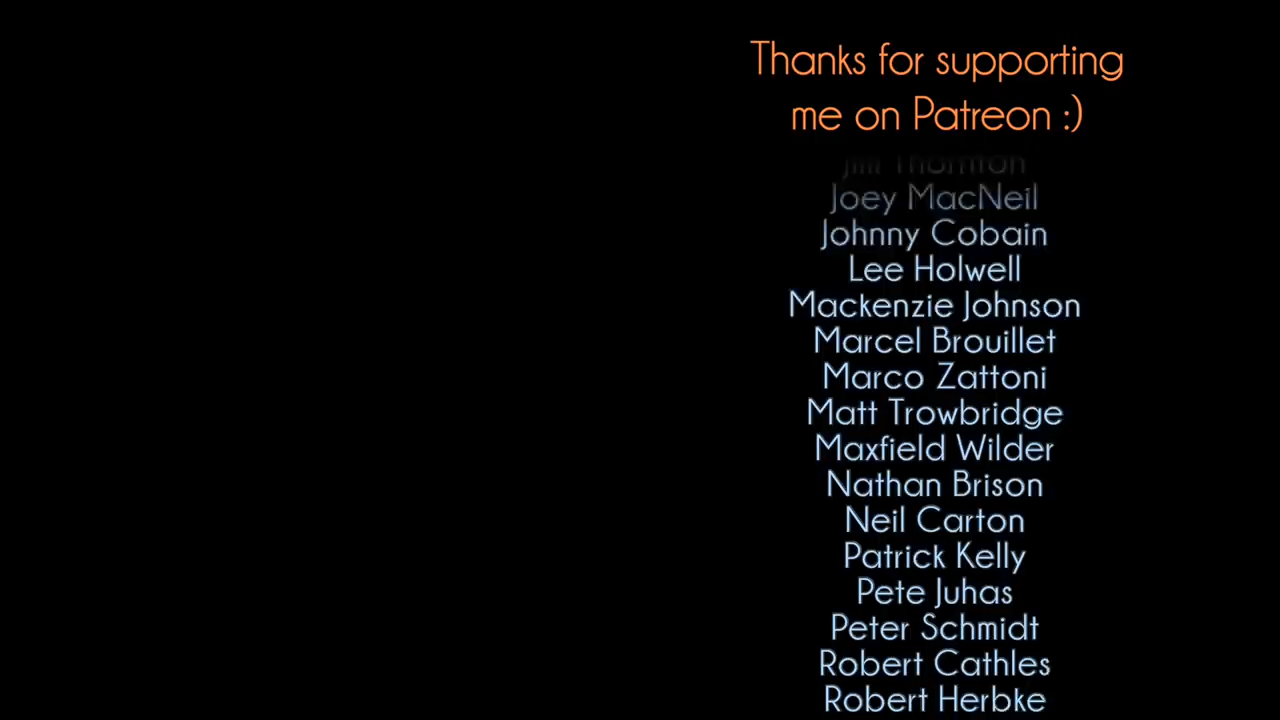 Thanks for supporting
me on Patreon :)
Thornton
Joey MacNeil
Johnny Cobain
Lee Holwell
Mackenzie Johnson
Marcel Brouillet
Marco Zattoni
Matt Trowbridge
Maxfield Wilder
Nathan Brison
Neil Carton
Patrick Kelly
Pete Juhas
Peter Schmidt
Robert Cathles
Robert Herbke